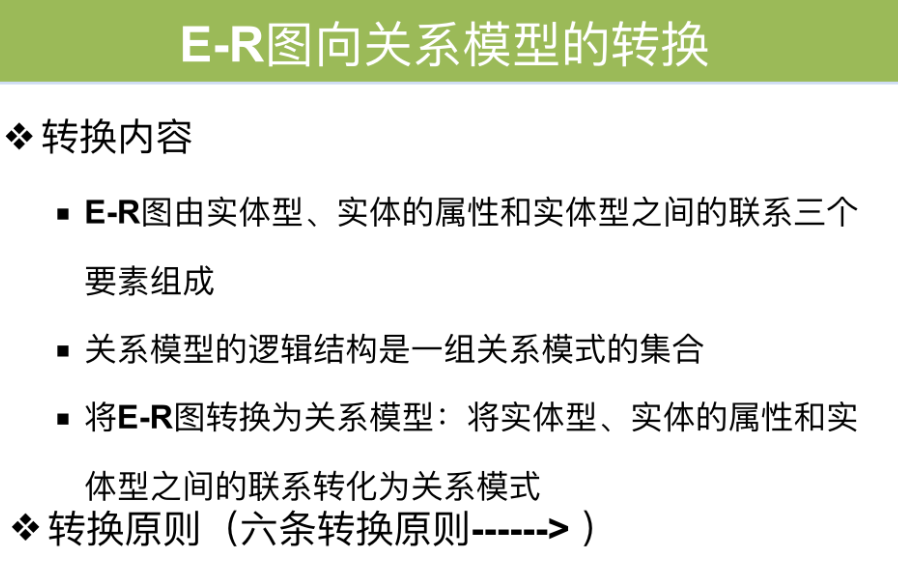 E-R图向关系模型的转换
❖ 转换内容
▪ E-R图由实体型、实体的属性和实体型之间的联系三个
要素组成
▪ 关系模型的逻辑结构是一组关系模式的集合
▪ 将E-R图转换为关系模型：将实体型、实体的属性和实
体型之间的联系转化为关系模式
❖ 转换原则（六条转换原则------> ）